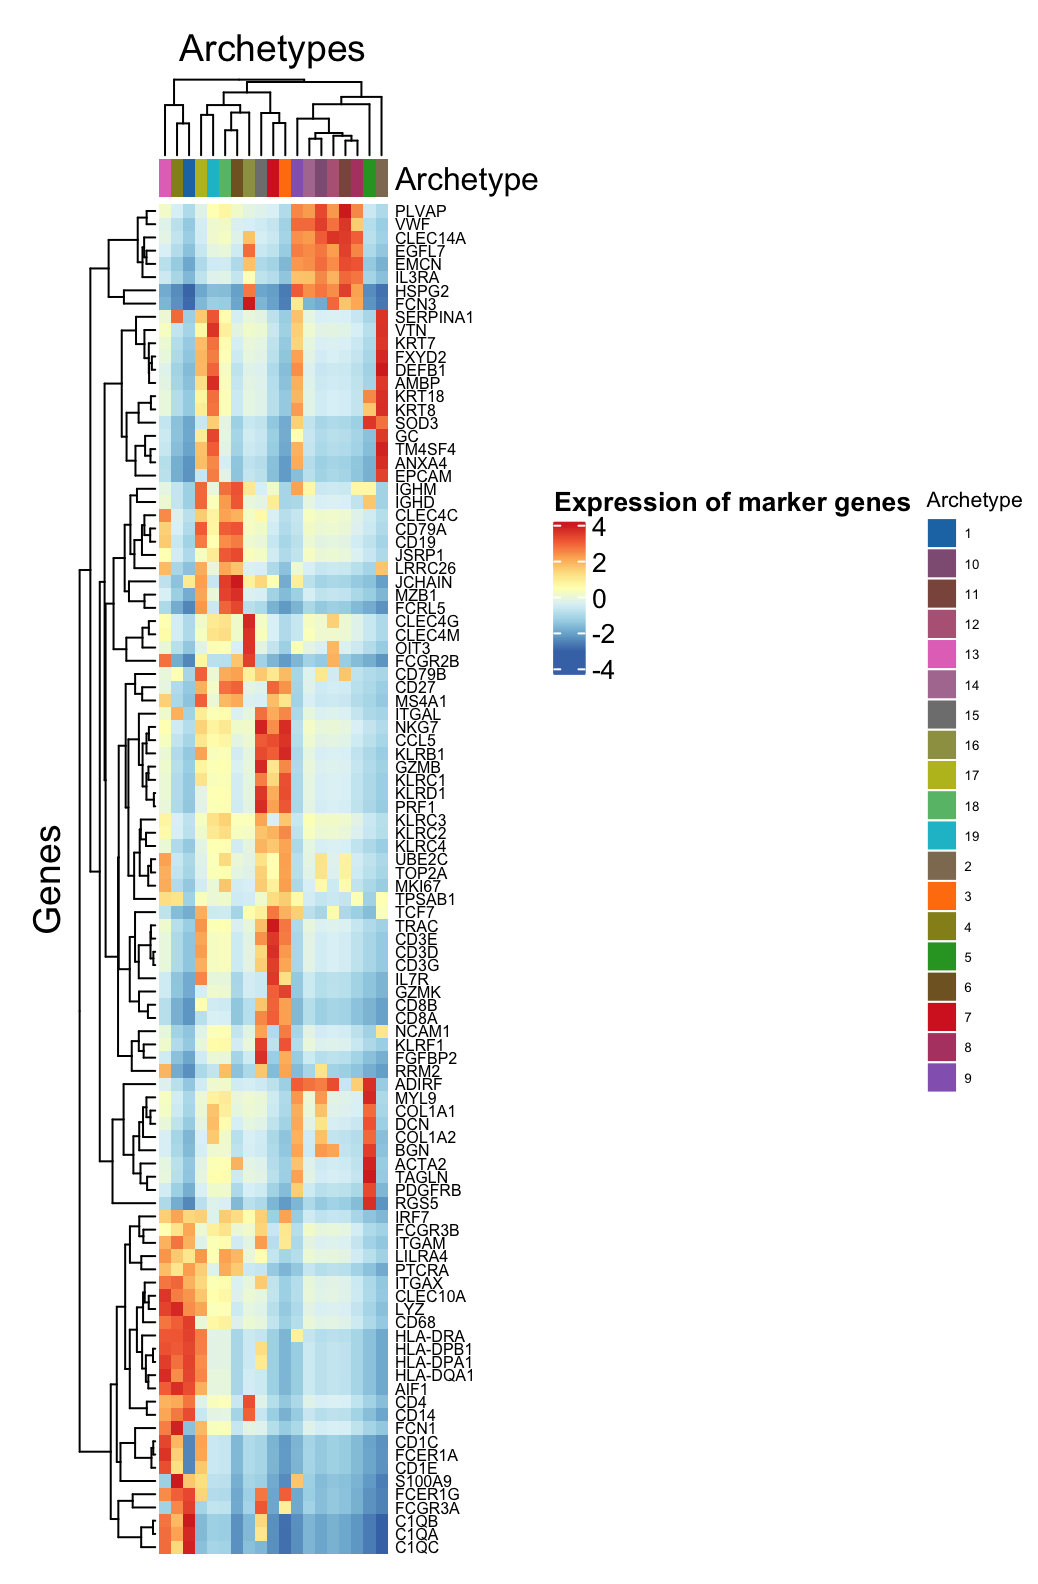 Archetypes
Archetype
Genes
PLVAP
VWF
CLEC14A
EGFL7
EMCN
IL3RA
HSPG2
FCN3
SERPINA1
VTN
KRT7
FXYD2
DEFB1
AMBP
KRT18
KRT8
SOD3
GC
TM4SF4
ANXA4
EPCAM
IGHM
IGHD
CLEC4C
CD79A
CD19
JSRP1
LRRC26
JCHAIN
MZB1
FCRL5
CLEC4G
CLEC4M
OIT3
FCGR2B
CD79B
CD27
MS4A1
ITGAL
NKG7
CCL5
KLRB1
GZMB
KLRC1
KLRD1
PRF1
KLRC3
KLRC2
KLRC4
UBE2C
TOP2A
MKI67
TPSAB1
TCF7
TRAC
CD3E
CD3D
CD3G
IL7R
GZMK
CD8B
CD8A
NCAM1
KLRF1
FGFBP2
RRM2
ADIRF
MYL9
COL1A1
DCN
COL1A2
BGN
ACTA2
TAGLN
PDGFRB
RGS5
IRF7
FCGR3B
ITGAM
LILRA4
PTCRA
ITGAX
CLEC10A
LYZ
CD68
HLA-DRA
HLA-DPB1
HLA-DPA1
HLA-DQA1
AIF1
CD4
CD14
FCN1
CD1C
FCER1A
CD1E
S100A9
FCER1G
FCGR3A
C1QB
C1QA
C1QC
Expression of marker genes
4
2
0
-2
-4
Archetype
1
10
11
12
13
14
15
16
17
18
19
2
3
4
5
6
7
8
9